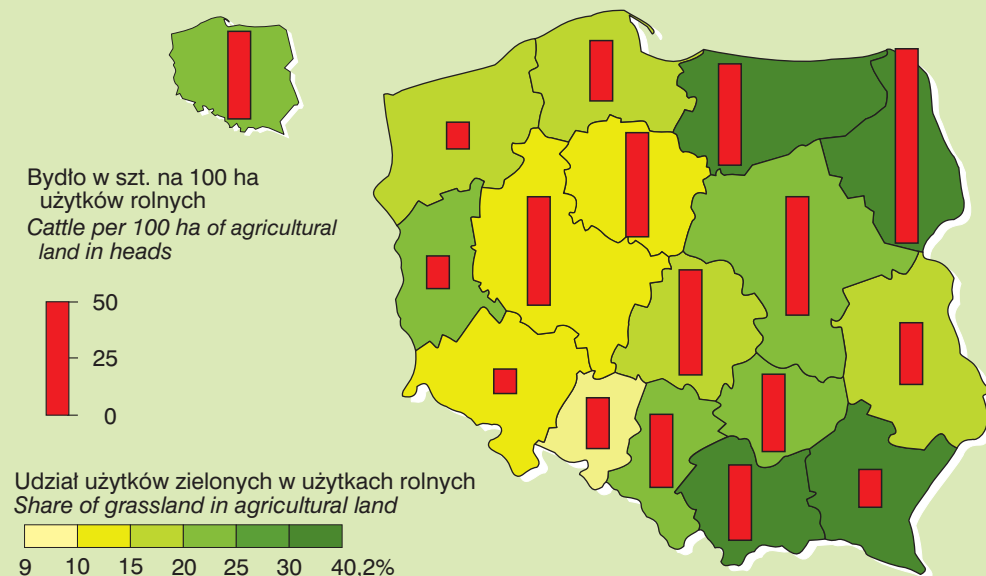 Bydło w szt. na 100 ha
użytków rolnych
Cattle per 100 ha of agricultural
land in heads
50
25
0
Udział użytków zielonych w użytkach rolnych
Share of grassland in agricultural land
9 10 15 20 25 30 40,2%